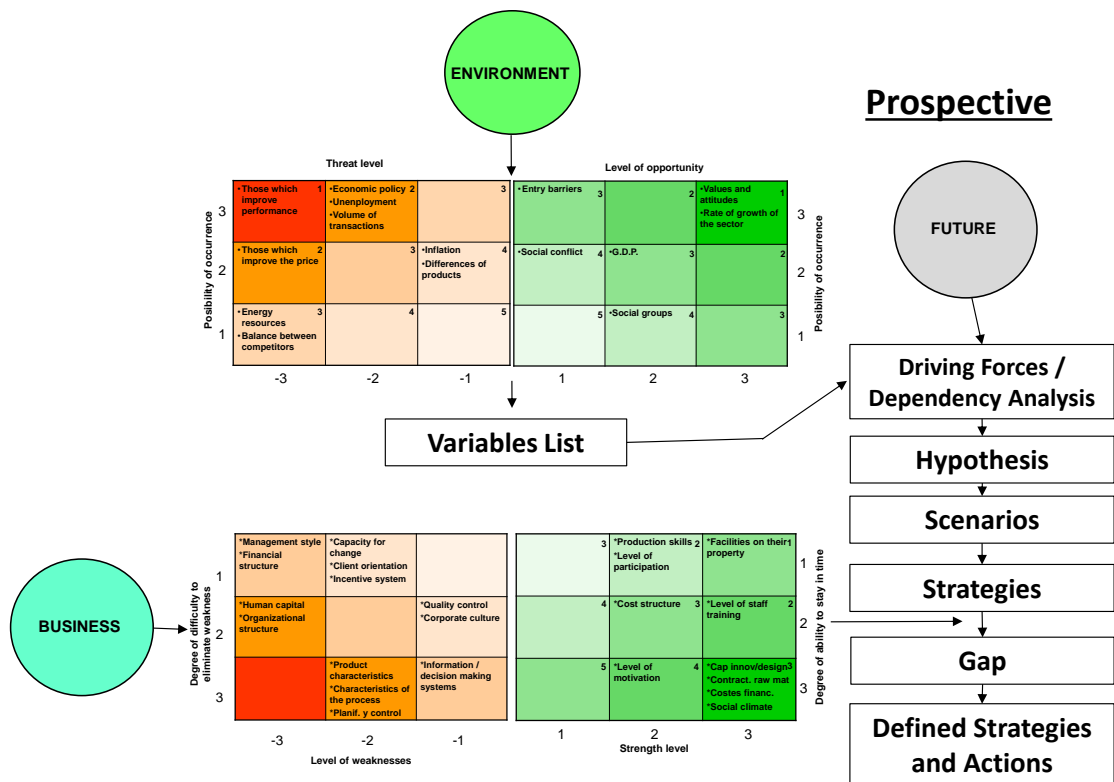 ENVIRONMENT
Prospective
Threat level
Level of opportunity
Posibility of occurrence
3
2
1
•Those which improve performance
1
•Economic policy
2
•Unenployment
•Volume of transactions
3
•Those which improve the price
2
3
•Inflation
•Differences of products
4
•Energy resources
3
•Balance between competitors
4
5
-3
-2
-1
•Entry barriers
3
2
•Values and attitudes
1
•Rate of growth of the sector
•Social conflict
4
•G.D.P.
3
2
5
•Social groups
4
3
1
2
3
3
2
1
Posibility of occurrence
FUTURE
Variables List
Driving Forces /
Dependency Analysis
Hypothesis
Scenarios
Strategies
Gap
Defined Strategies
and Actions
BUSINESS
Degree of difficulty to
eliminate weakness
1
2
3
*Management style
*Financial structure
*Capacity for change
*Client orientation
*Incentive system
*Human capital
*Organizational structure
*Quality control
*Corporate culture
*Product characteristics
*Characteristics of the process
*Planif. y control
*Information / decision making systems
-3
-2
-1
Level of weaknesses
3
*Production skills
2
*Level of participation
*Facilities on their property
1
4
*Cost structure
3
*Level of staff training
2
5
*Level of motivation
4
*Cap innov/design
3
*Contract. raw mat
*Costes financ.
*Social climate
1
2
3
Strength level
1
2
3
Degree of ability to stay in time